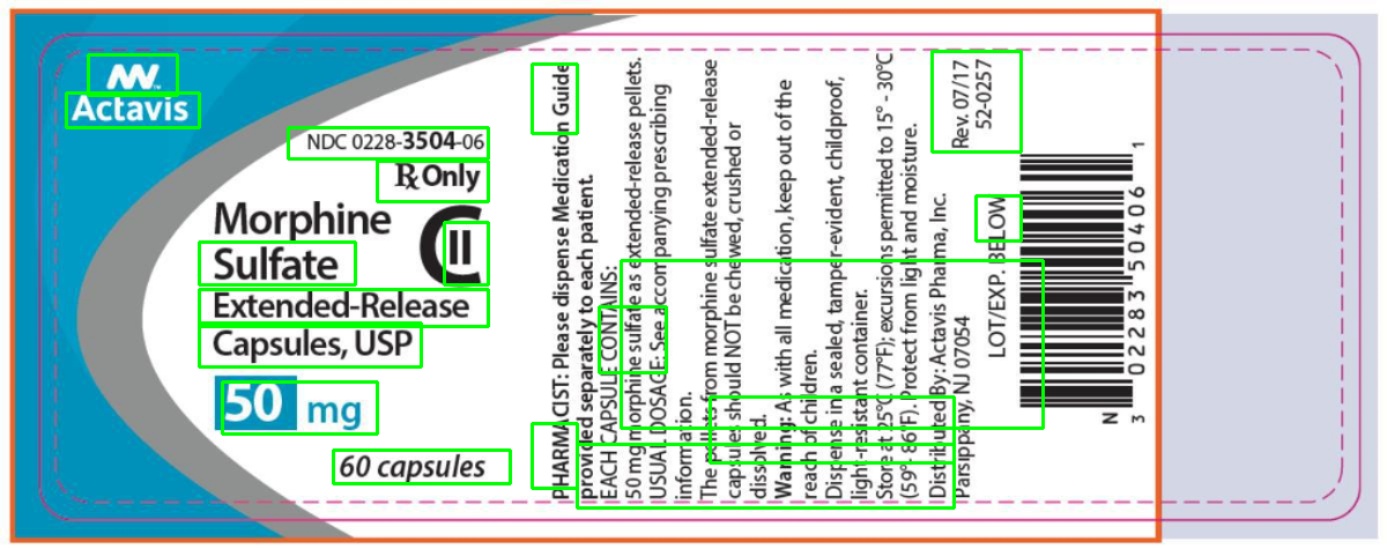 Actavis
NDC 0228-3504-06
Rx Only
Morphine
Sulfate
CII
Extended-Release
Capsules, USP
50 mg
60 capsules
PHARMACIST: Please dispense Medication Guide
provided separately to each patient.
EACH CAPSULE CONTAINS:
50 mg morphine sulfate as extended-release pellets.
USUAL DOSAGE: See accompanying prescribing
information.
The pellets from morphine sulfate extended-release
capsules should NOT be chewed, crushed or
dissolved.
Warning: As with all medication, keep out of the
reach of children.
Dispense in a sealed, tamper-evident, childproof,
light-resistant container.
Store at 25°C (77°F); excursions permitted to 15° - 30°C
(59° - 86°F). Protect from light and moisture.
Distributed By: Actavis Pharma, Inc.
Parsippany, NJ 07054
Rev. 07/17
52-0257
LOT/EXP. BELOW
N
3 02283 50406 1